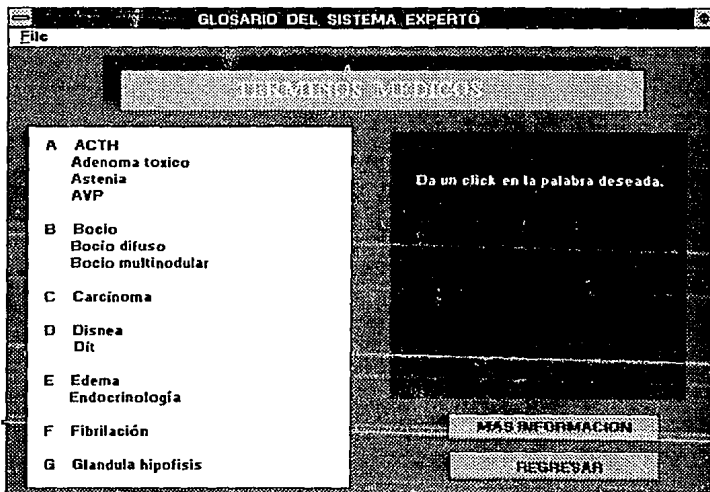 GLOSARIO DEL SISTEMA EXPERTO
File
TERMINOS MEDICOS
A ACTH
Adenoma toxico
Astenia
AVP
B Bocio
Bocio difuso
Bocio multinodular
C Carcinoma
D Disnea
Dit
E Edema
Endocrinología
F Fibrilación
G Glandula hipofisis
Da un click en la palabra deseada.
MAS INFORMACION
REGRESAR